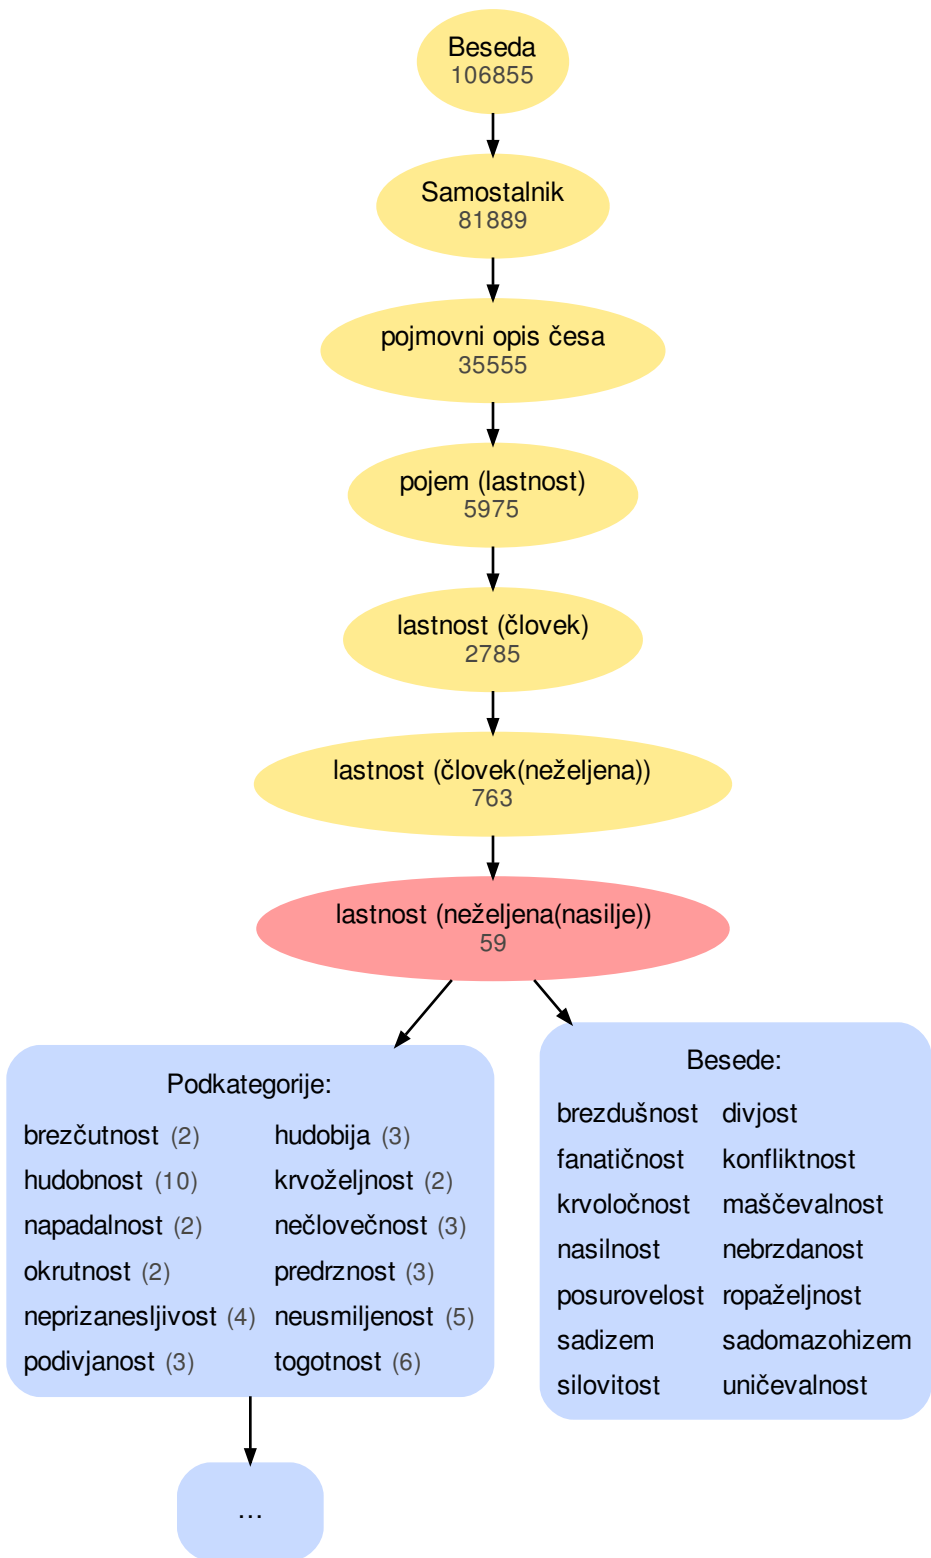 Beseda
106855
Samostalnik
81889
pojmovni opis česa
35555
pojem (lastnost)
5975
lastnost (človek)
2785
lastnost (človek(neželjena))
763
lastnost (neželjena(nasilje))
59
Podkategorije:
brezčutnost (2) hudobija (3)
hudobnost (10) krvoželjnost (2)
napadalnost (2) nečlovečnost (3)
okrutnost (2) predrznost (3)
neprizanesljivost (4) neusmiljenost (5)
podivjanost (3) togotnost (6)
...
Besede:
brezdušnost divjost
fanatičnost konfliktnost
krvoločnost maščevalnost
nasilnost nebrzdanost
posurovelost ropaželjnost
sadizem sadomazohizem
silovitost uničevalnost